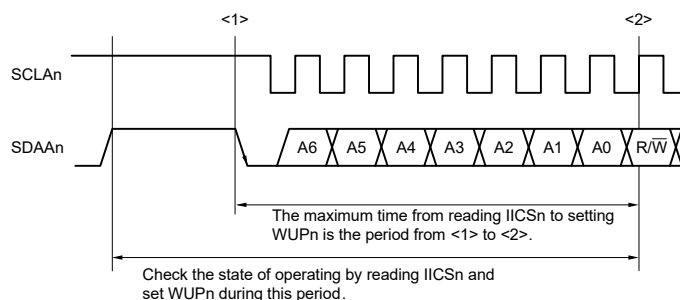 <1> <2>
SCLAn
SDAAn A6 A5 A4 A3 A2 A1 A0 R/W̅
The maximum time from reading IICSn to setting
WUPn is the period from <1> to <2>.
Check the state of operating by reading IICSn and
set WUPn during this period.